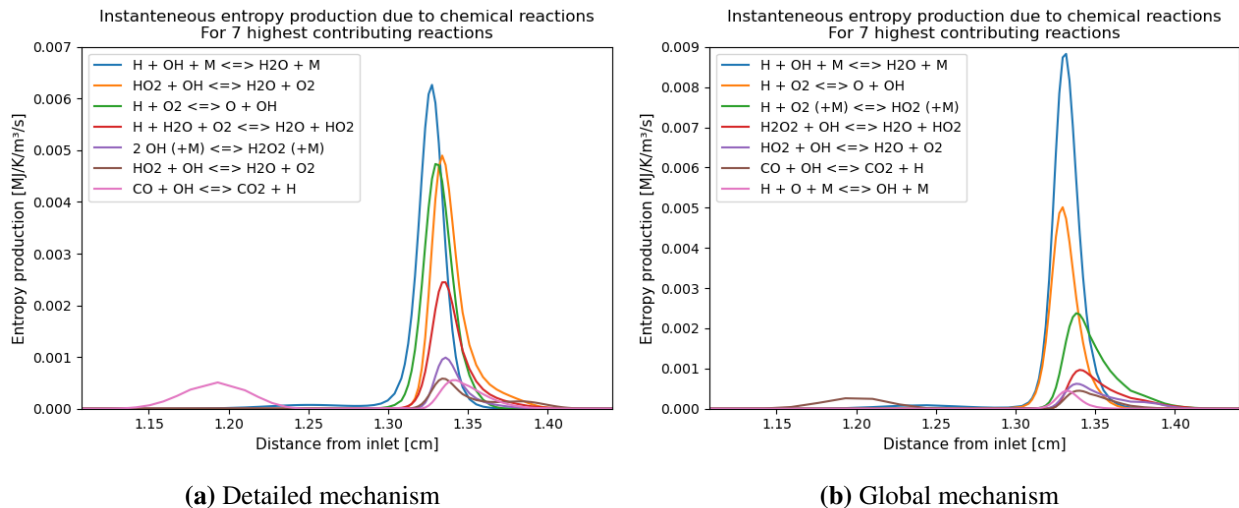 Instanteneous entropy production due to chemical reactions
For 7 highest contributing reactions
0.007
0.006
0.005
0.004
0.003
0.002
0.001
0.000
Entropy production [MJ/K/m³/s]
H + OH + M <=> H2O + M
HO2 + OH <=> H2O + O2
H + O2 <=> O + OH
H + H2O + O2 <=> H2O + HO2
2 OH (+M) <=> H2O2 (+M)
HO2 + OH <=> H2O + O2
CO + OH <=> CO2 + H
1.15 1.20 1.25 1.30 1.35 1.40
Distance from inlet [cm]
(a) Detailed mechanism
Instanteneous entropy production due to chemical reactions
For 7 highest contributing reactions
0.009
0.008
0.007
0.006
0.005
0.004
0.003
0.002
0.001
0.000
Entropy production [MJ/K/m³/s]
H + OH + M <=> H2O + M
H + O2 <=> O + OH
H + O2 (+M) <=> HO2 (+M)
H2O2 + OH <=> H2O + HO2
HO2 + OH <=> H2O + O2
CO + OH <=> CO2 + H
H + O + M <=> OH + M
1.15 1.20 1.25 1.30 1.35 1.40
Distance from inlet [cm]
(b) Global mechanism